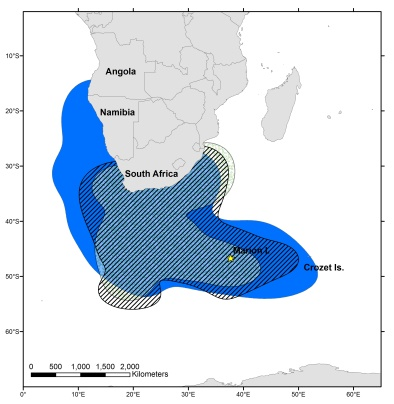 10°S
Angola
20°S
Namibia
30°S
South Africa
40°S
Marion I.
50°S
Crozet Is.
60°S
0 500 1,000 1,500 2,000
Kilometers
0° 10°E 20°E 30°E 40°E 50°E 60°E